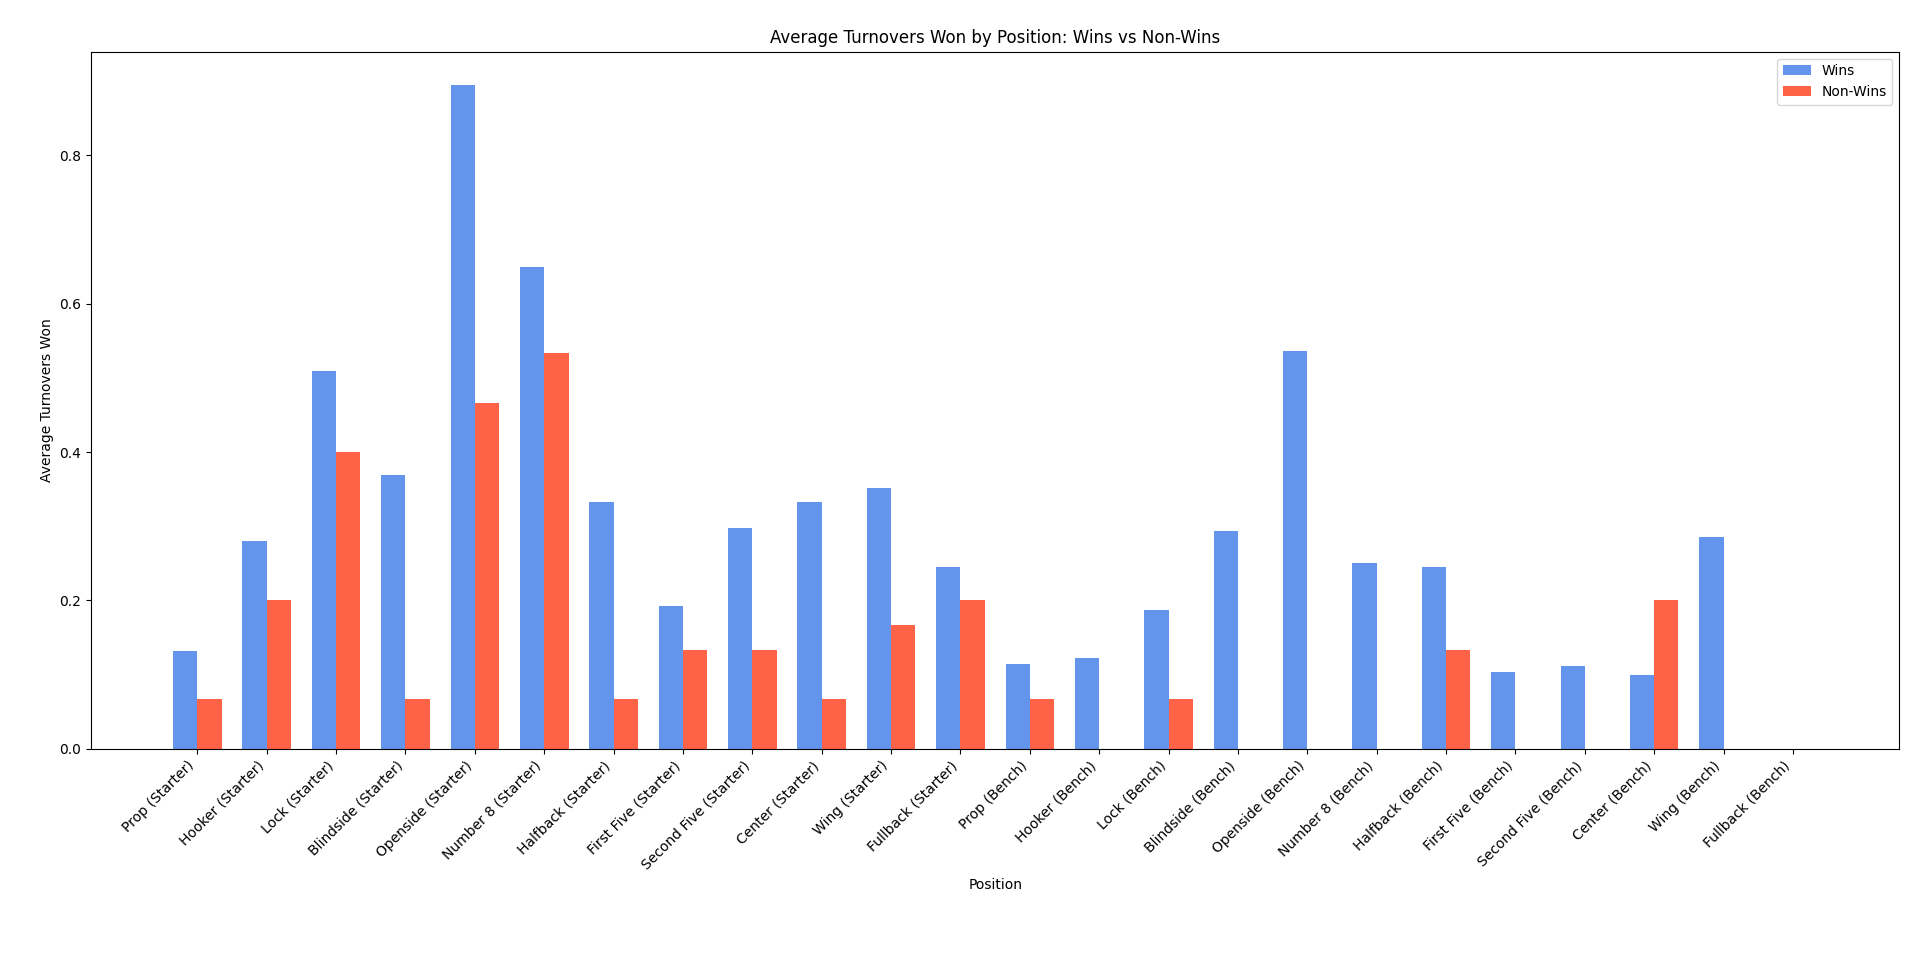 Average Turnovers Won by Position: Wins vs Non-Wins
Wins
Non-Wins
Average Turnovers Won
0.8
0.6
0.4
0.2
0.0
Prop (Starter)
Hooker (Starter)
Lock (Starter)
Blindside (Starter)
Openside (Starter)
Number 8 (Starter)
Halfback (Starter)
First Five (Starter)
Second Five (Starter)
Center (Starter)
Wing (Starter)
Fullback (Starter)
Prop (Bench)
Hooker (Bench)
Lock (Bench)
Blindside (Bench)
Openside (Bench)
Number 8 (Bench)
Halfback (Bench)
First Five (Bench)
Second Five (Bench)
Center (Bench)
Wing (Bench)
Fullback (Bench)
Position